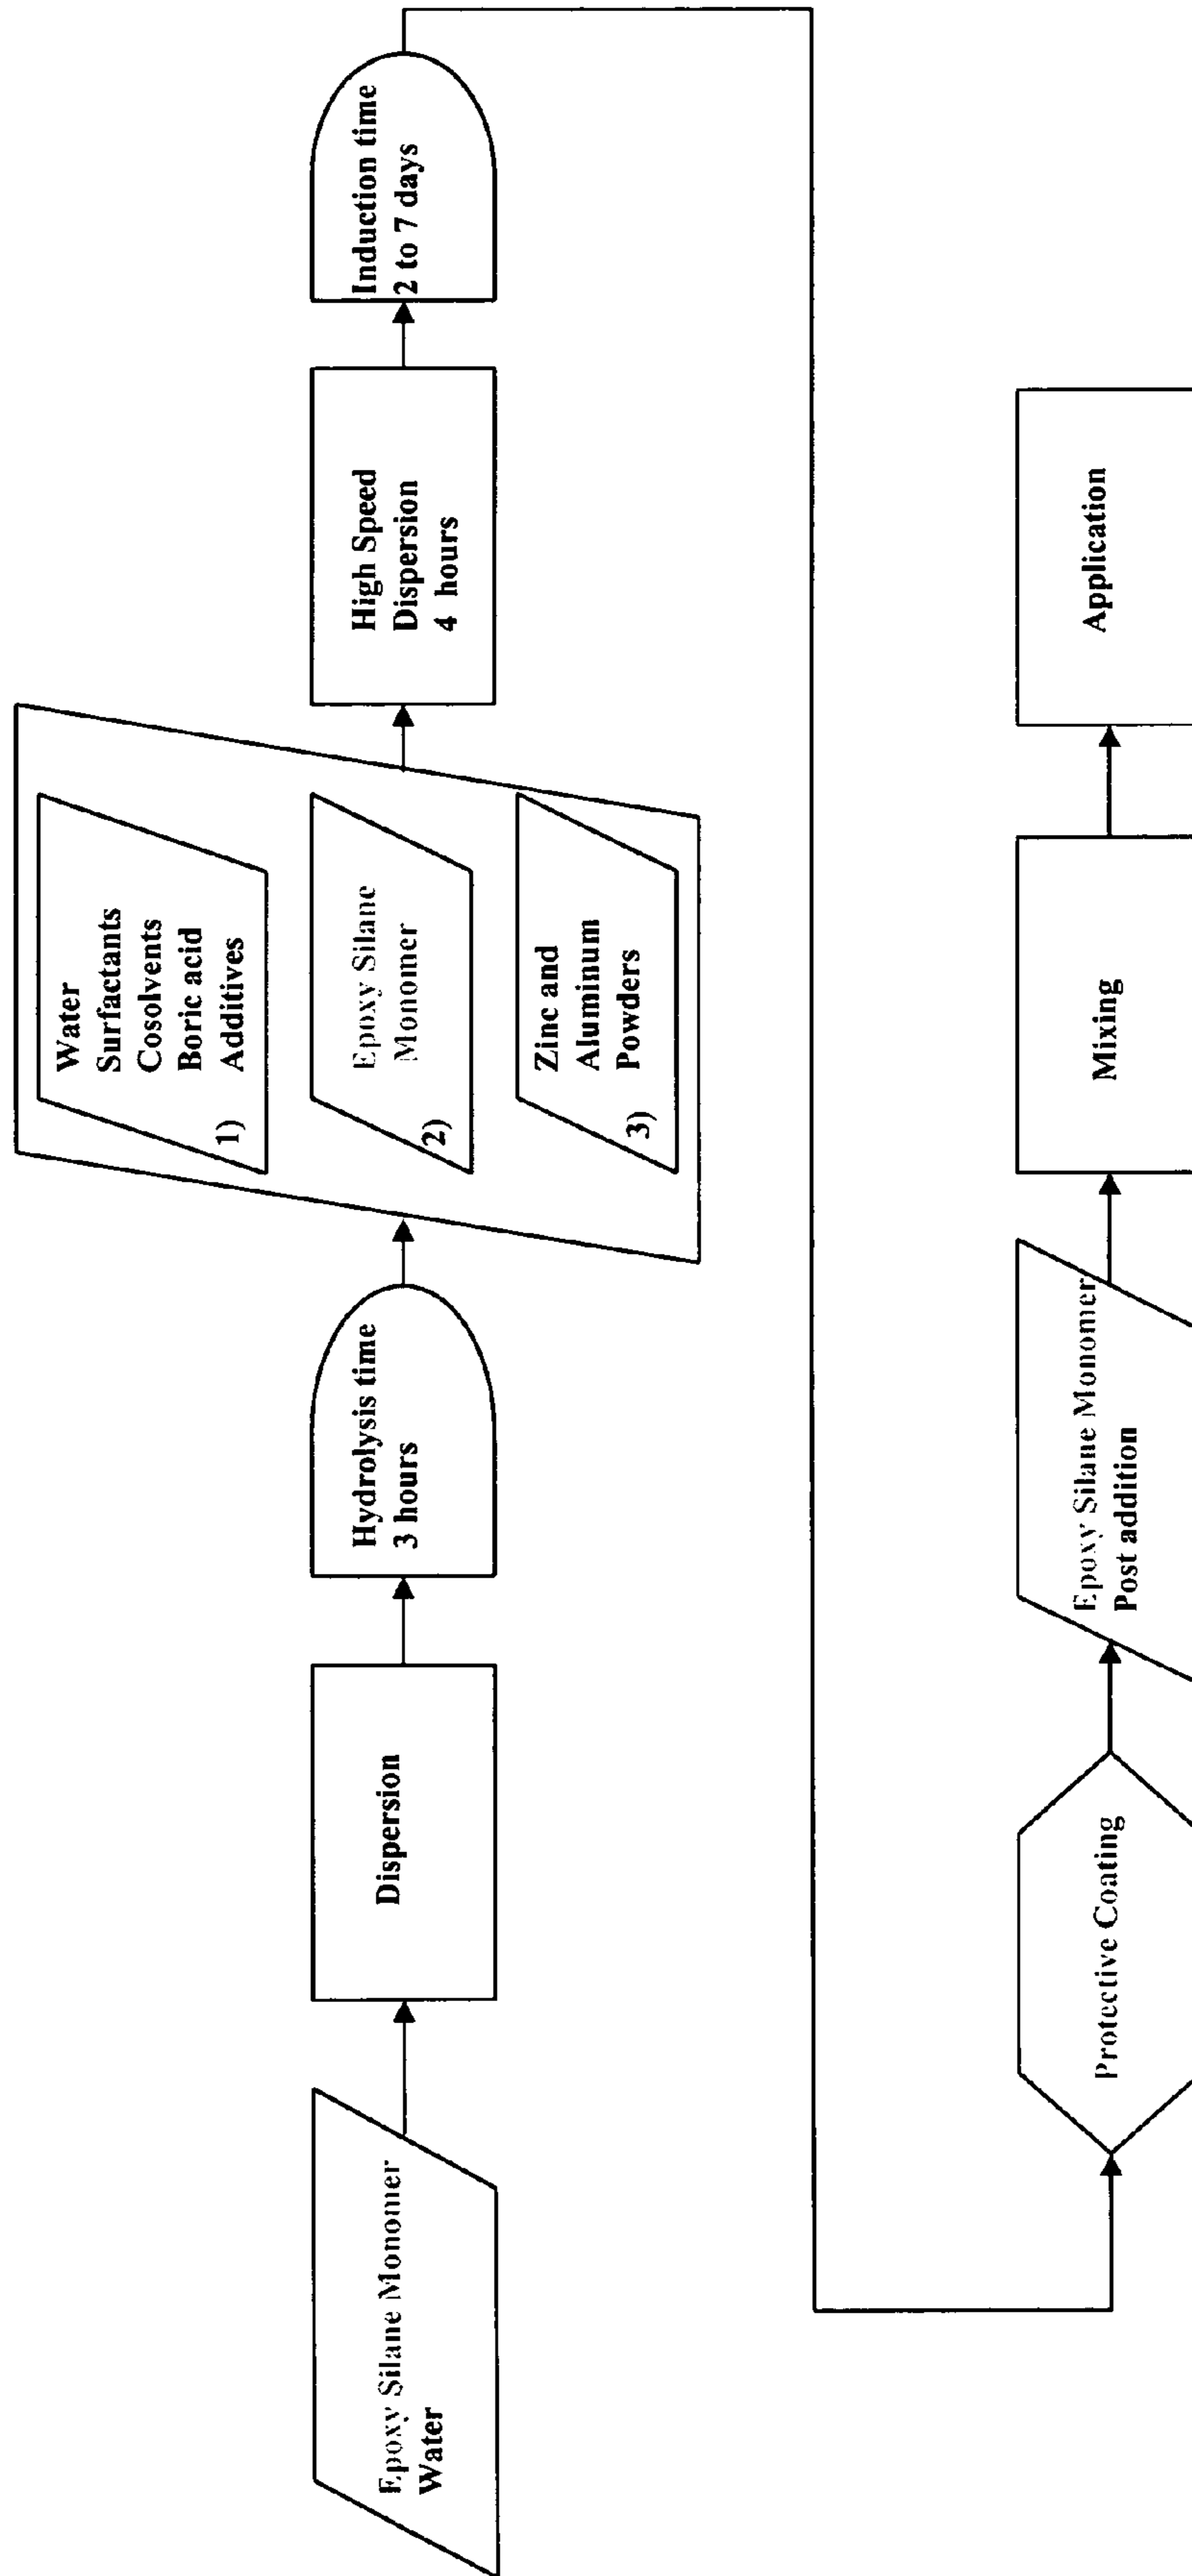 Epoxy Silane Monomer
Water
Dispersion
Hydrolysis time
3 hours
Water
Surfactants
Cosolvents
Boric acid
Additives
1)
Epoxy Silane
Monomer
2)
Zinc and
Aluminum
Powders
3)
High Speed
Dispersion
4 hours
Induction time
2 to 7 days
Protective Coating
Epoxy Silane Monomer
Post addition
Mixing
Application